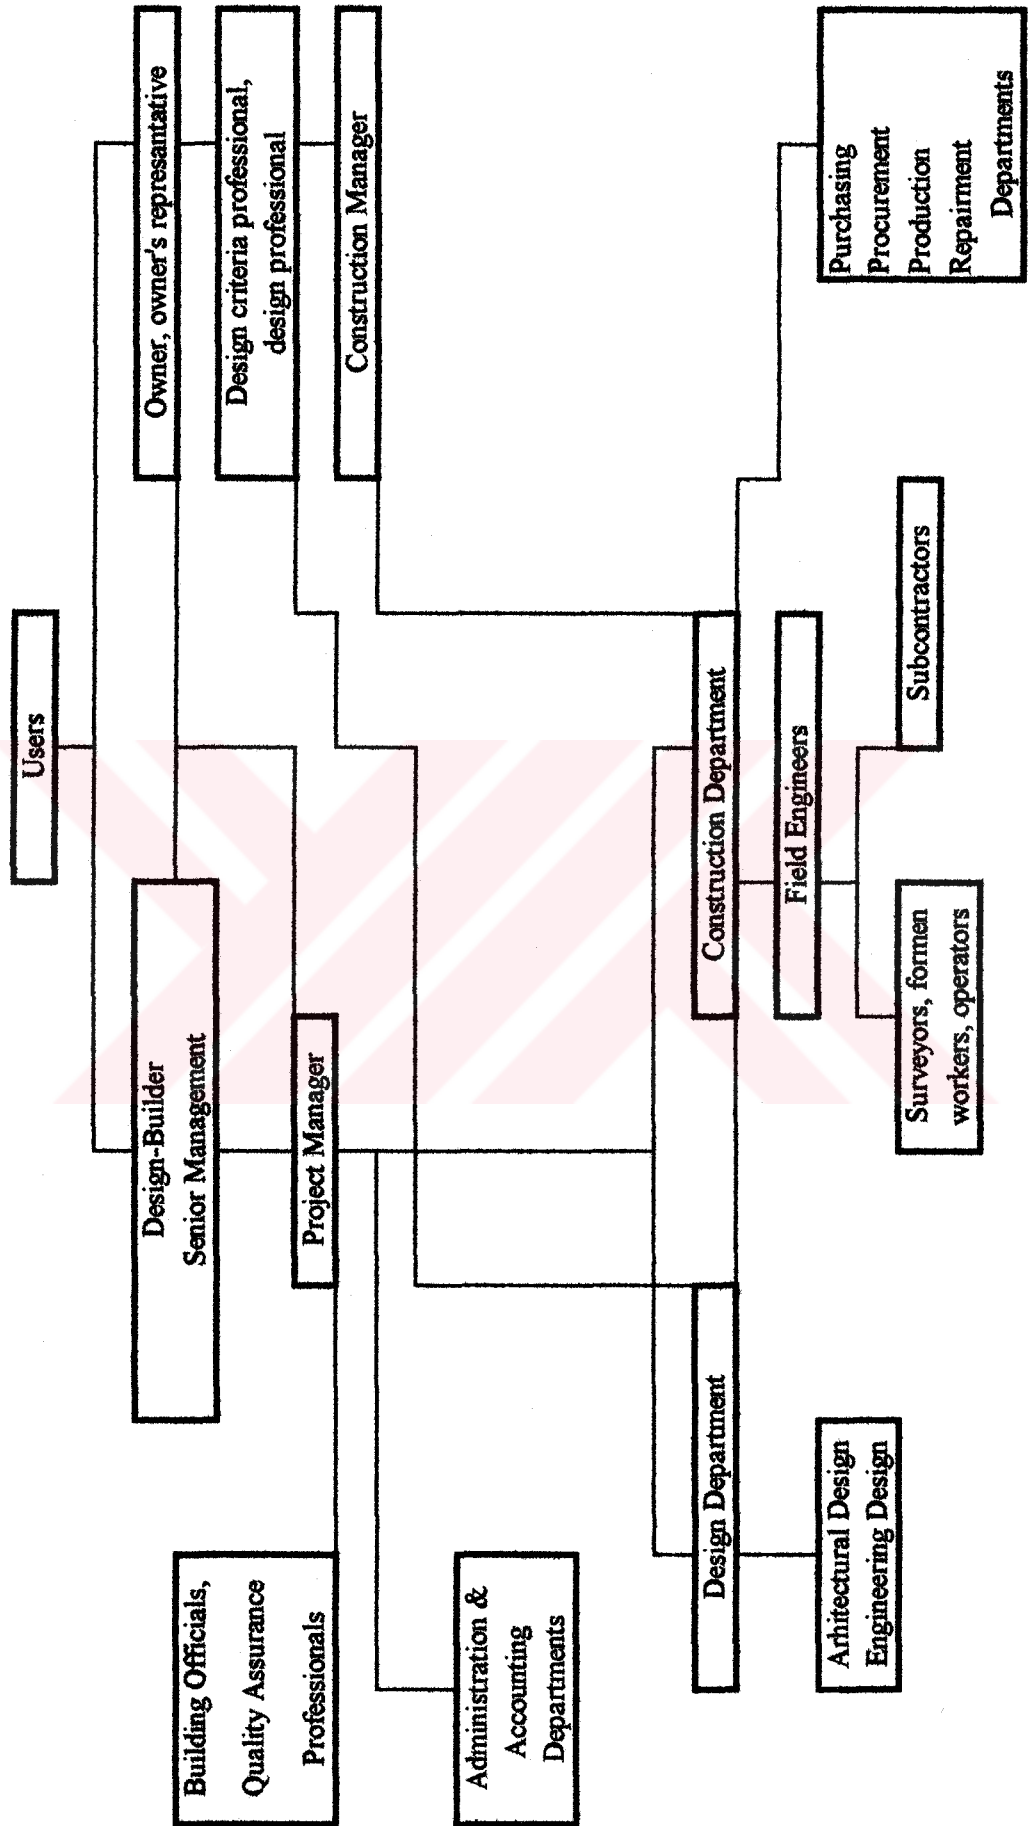 Users
Design-Builder
Senior Management
Owner, owner's represantative
Building Officials,
Quality Assurance
Professionals
Design criteria professional,
design professional
Project Manager
Construction Manager
Administration &
Accounting
Departments
Design Department
Construction Department
Arhitectural Design
Engineering Design
Field Engineers
Purchasing
Procurement
Production
Repairment
Departments
Surveyors, formen
workers, operators
Subcontractors